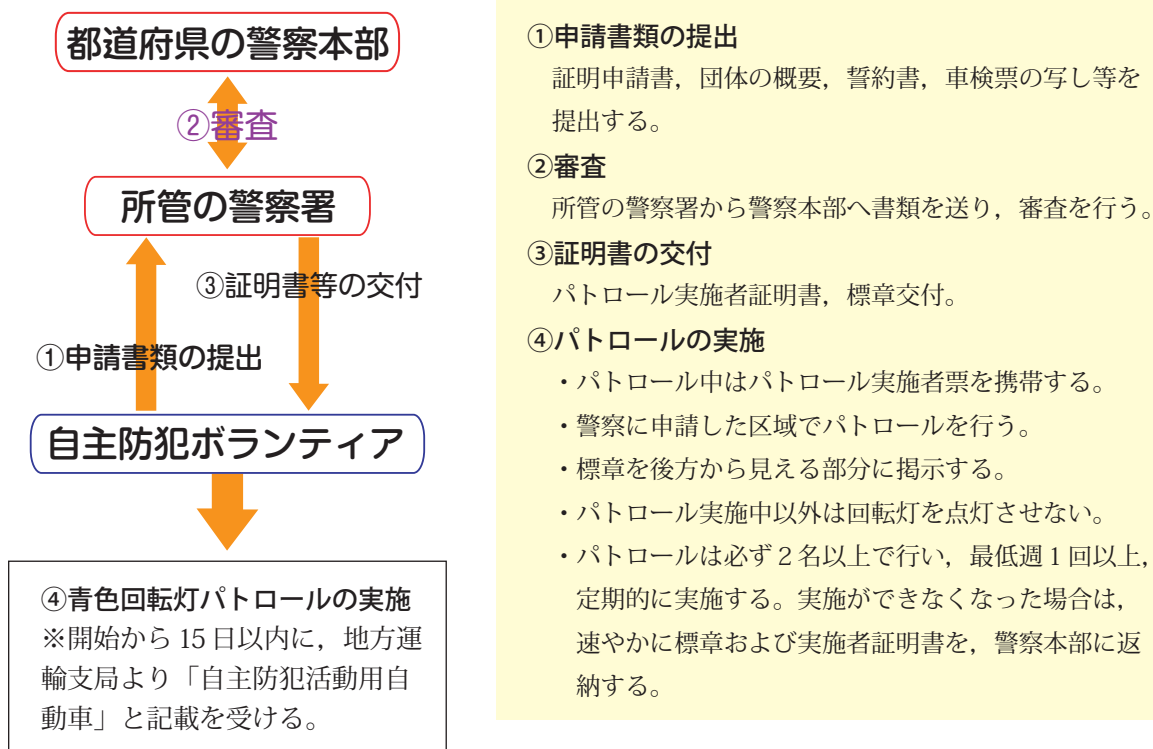 都道府県の警察本部
②審査
所管の警察署
③証明書等の交付
①申請書類の提出
自主防犯ボランティア
④青色回転灯パトロールの実施
※開始から 15 日以内に，地方運
輸支局より「自主防犯活動用自
動車」と記載を受ける。
①申請書類の提出
証明申請書，団体の概要，誓約書，車検票の写し等を
提出する。
②審査
所管の警察署から警察本部へ書類を送り，審査を行う。
③証明書の交付
パトロール実施者証明書，標章交付。
④パトロールの実施
・パトロール中はパトロール実施者票を携帯する。
・警察に申請した区域でパトロールを行う。
・標章を後方から見える部分に掲示する。
・パトロール実施中以外は回転灯を点灯させない。
・パトロールは必ず 2 名以上で行い，最低週 1 回以上，
定期的に実施する。実施ができなくなった場合は，
速やかに標章および実施者証明書を，警察本部に返
納する。